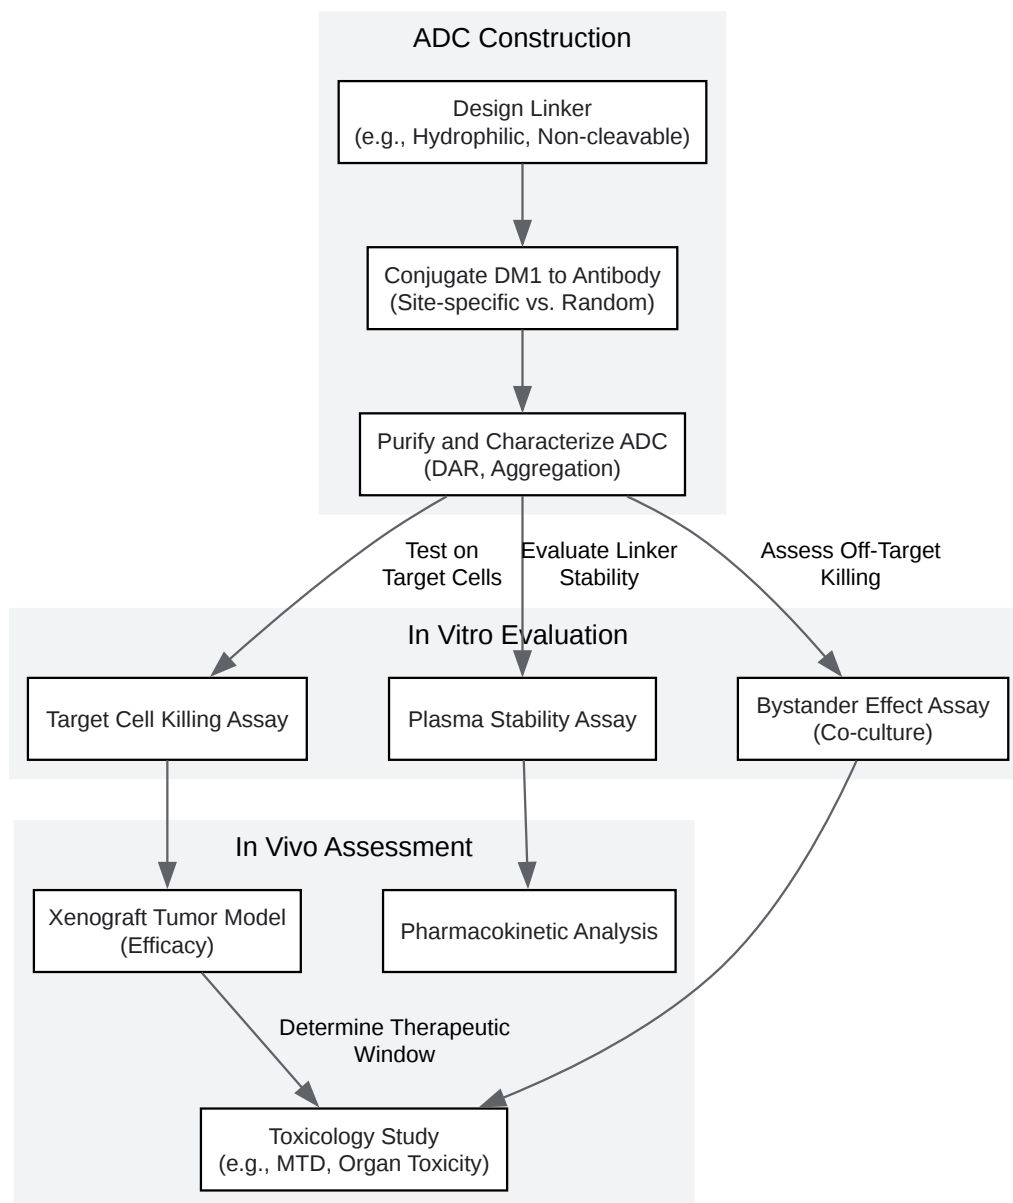 ADC Construction
Design Linker
(e.g., Hydrophilic, Non-cleavable)
Conjugate DM1 to Antibody
(Site-specific vs. Random)
Purify and Characterize ADC
(DAR, Aggregation)
Test on
Target Cells
Evaluate Linker
Stability
Assess Off-Target
Killing
In Vitro Evaluation
Target Cell Killing Assay
Plasma Stability Assay
Bystander Effect Assay
(Co-culture)
In Vivo Assessment
Xenograft Tumor Model
(Efficacy)
Pharmacokinetic Analysis
Determine Therapeutic
Window
Toxicology Study
(e.g., MTD, Organ Toxicity)